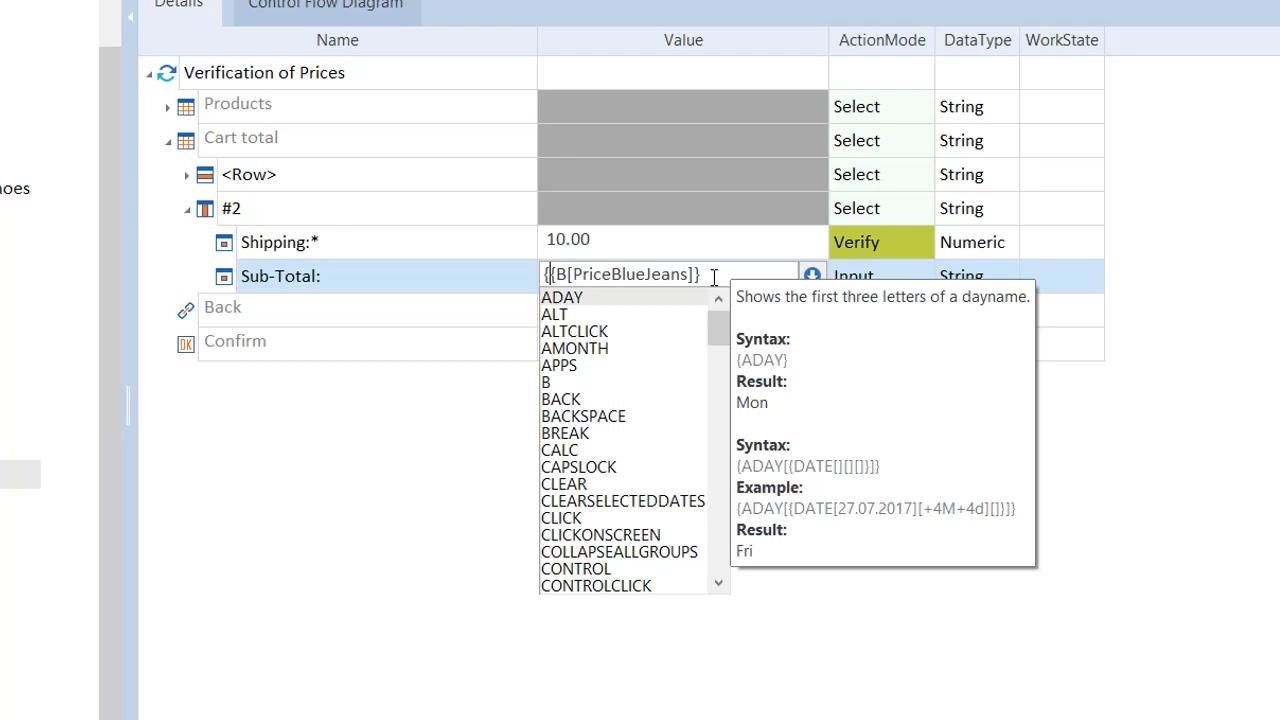 Details Control Flow Diagram
Name Value ActionMode DataType WorkState
Verification of Prices
Products Select String
Cart total Select String
<Row> Select String
#2 Select String
Shipping:* 10.00 Verify Numeric
Sub-Total: {{B[PriceBlueJeans]} Input String
Back
Confirm
hoes
ADAY
ALT
ALTCLICK
AMONTH
APPS
B
BACK
BACKSPACE
BREAK
CALC
CAPSLOCK
CLEAR
CLEARSELECTEDDATES
CLICK
CLICKONSCREEN
COLLAPSEALLGROUPS
CONTROL
CONTROLCLICK
Shows the first three letters of a dayname.
Syntax:
{ADAY}
Result:
Mon
Syntax:
{ADAY[{DATE[][][]}]}
Example:
{ADAY[{DATE[27.07.2017][+4M+4d][]}]}
Result:
Fri